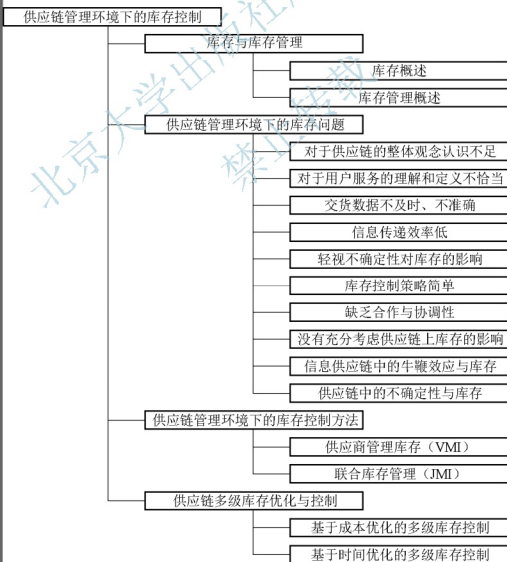 供应链管理环境下的库存控制
库存与库存管理
库存概述
库存管理概述
供应链管理环境下的库存问题
对于供应链的整体观念认识不足
对于用户服务的理解和定义不恰当
交货数据不及时、不准确
信息传递效率低
轻视不确定性对库存的影响
库存控制策略简单
缺乏合作与协调性
没有充分考虑供应链上库存的影响
信息供应链中的牛鞭效应与库存
供应链中的不确定性与库存
供应链管理环境下的库存控制方法
供应商管理库存（VMI）
联合库存管理（JMI）
供应链多级库存优化与控制
基于成本优化的多级库存控制
基于时间优化的多级库存控制
北京大学出版社
禁止转载